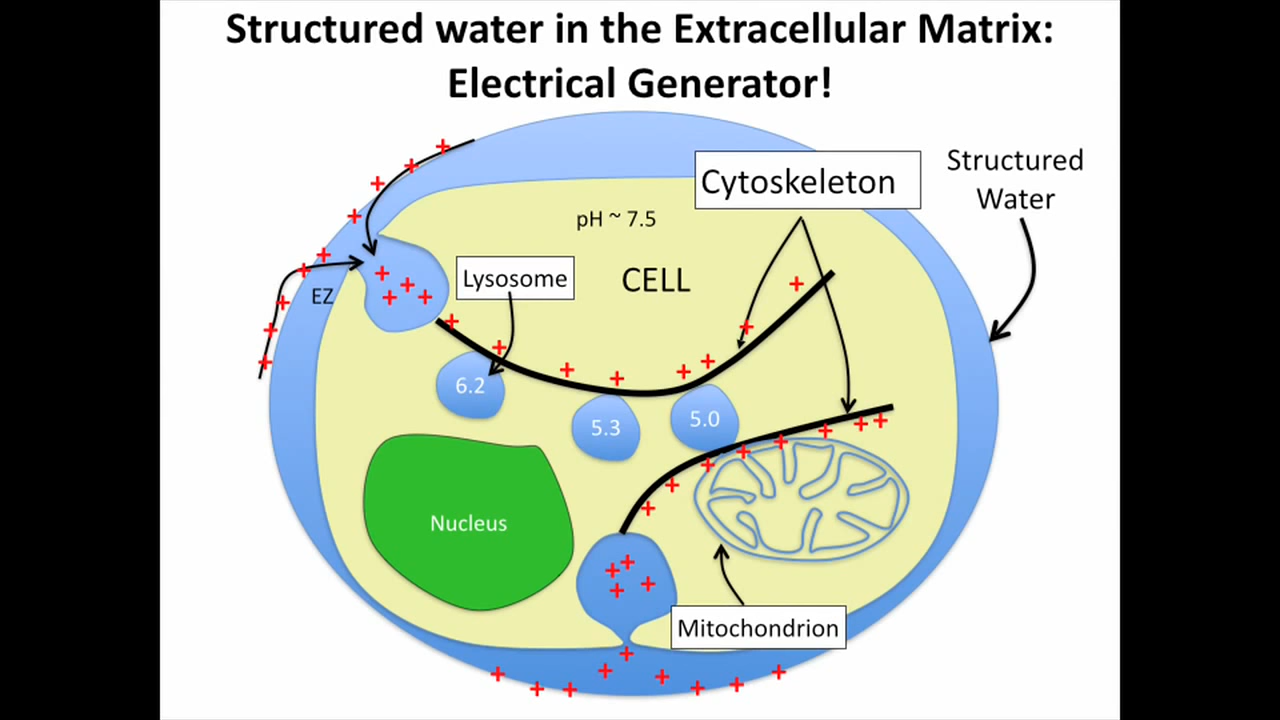 Structured water in the Extracellular Matrix:
Electrical Generator!
Structured
Water
Cytoskeleton
pH ~ 7.5
Lysosome
CELL
EZ
6.2
5.3
5.0
Nucleus
Mitochondrion